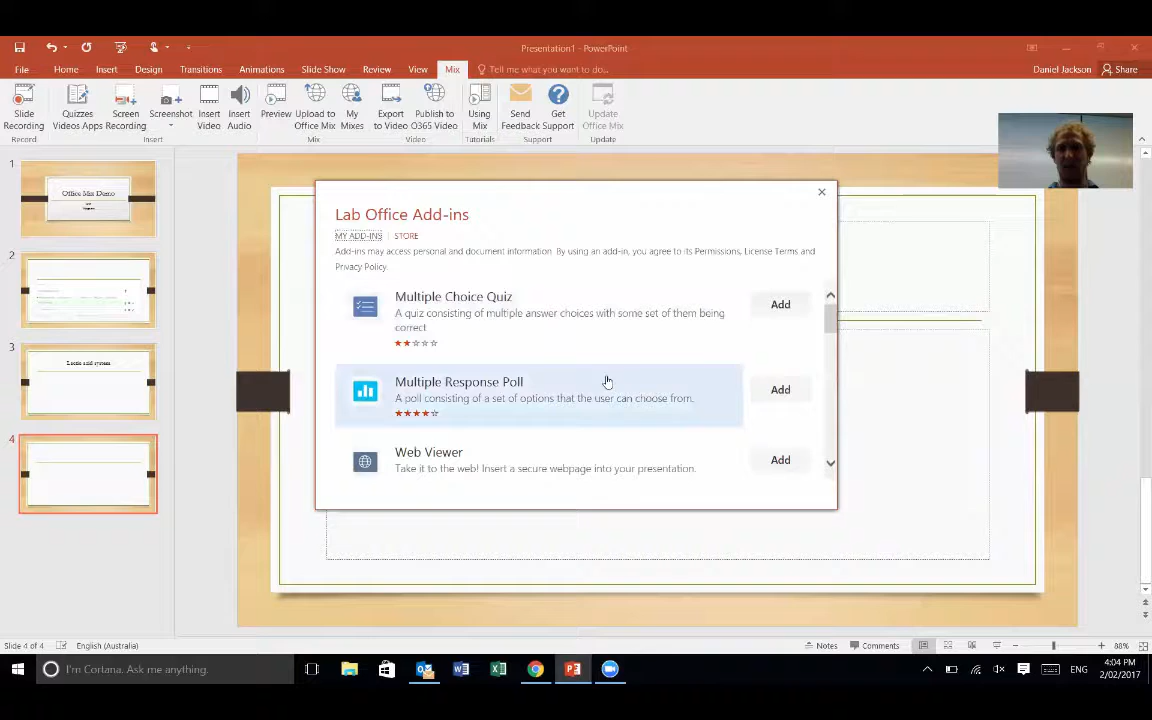 Presentation1 - PowerPoint
File Home Insert Design Transitions Animations Slide Show Review View Mix Tell me what you want to do... Daniel Jackson Share
Slide Recording
Quizzes Videos Apps
Screen Recording
Screenshot
Insert Video
Insert Audio
Preview
Upload to Office Mix
My Mixes
Export to Video
Publish to O365 Video
Using Mix
Send Feedback
Get Support
Update Office Mix
Record Insert Mix Video Tutorials Support Update
1
Office Mix Demo
2
3
Lactic acid system
4
Lab Office Add-ins
MY ADD-INS | STORE
Add-ins may access personal and document information. By using an add-in, you agree to its Permissions, License Terms and
Privacy Policy.
Multiple Choice Quiz
A quiz consisting of multiple answer choices with some set of them being
correct
Add
Multiple Response Poll
A poll consisting of a set of options that the user can choose from.
Add
Web Viewer
Take it to the web! Insert a secure webpage into your presentation.
Add
Slide 4 of 4 English (Australia) Notes Comments 88%
I'm Cortana. Ask me anything.
ENG
4:04 PM
2/02/2017